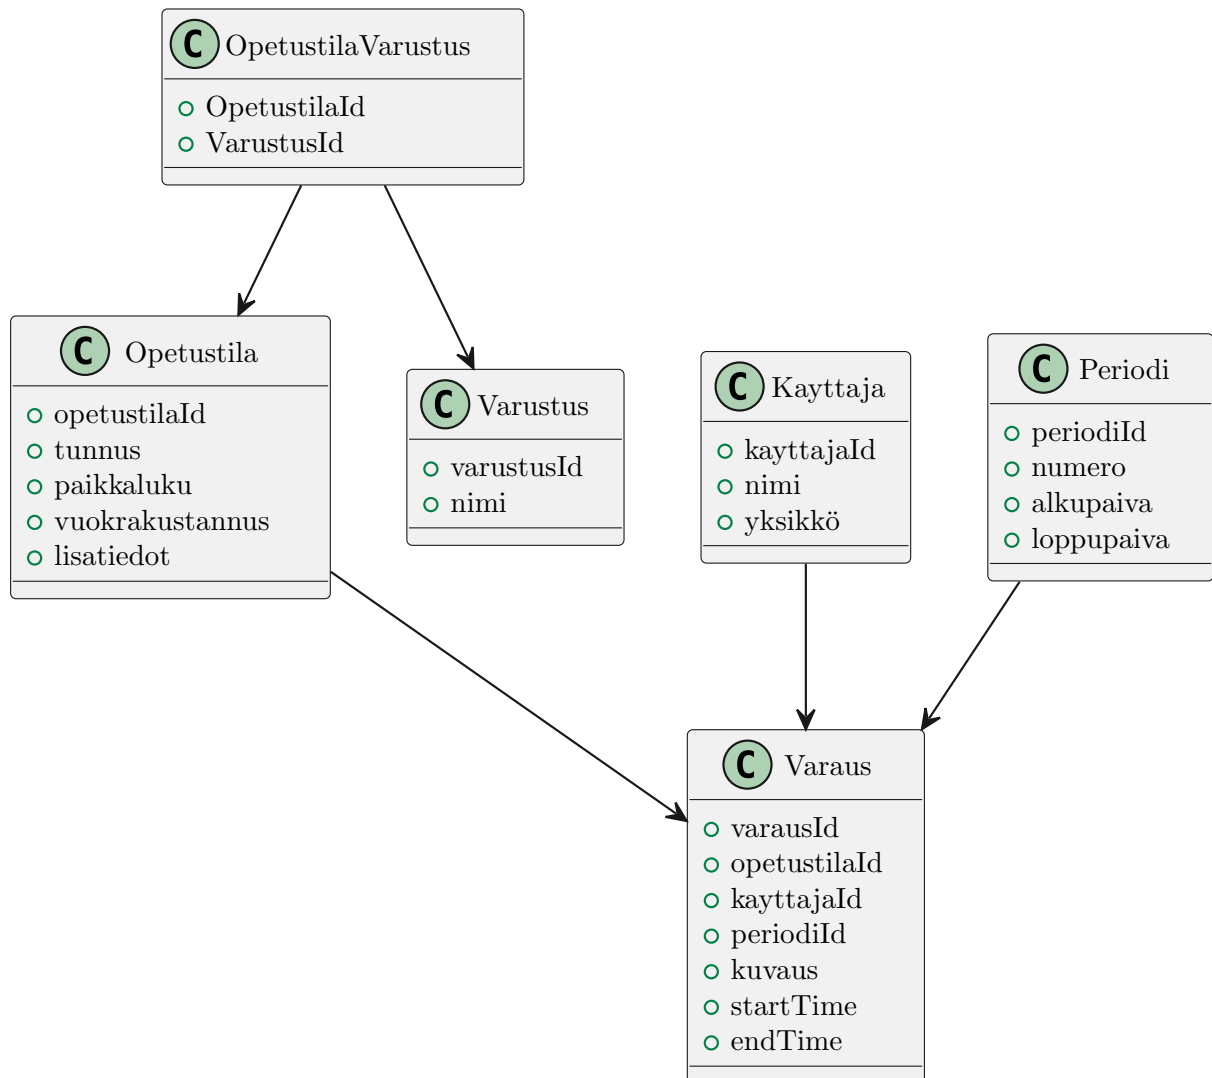 C OpetustilaVarustus
OpetustilaId
VarustusId
C Opetustila
opetustilaId
tunnus
paikkaluku
vuokrakustannus
lisatiedot
C Varustus
varustusId
nimi
C Kayttaja
kayttajaId
nimi
yksikkö
C Periodi
periodiId
numero
alkupaiva
loppupaiva
C Varaus
varausId
opetustilaId
kayttajaId
periodiId
kuvaus
startTime
endTime